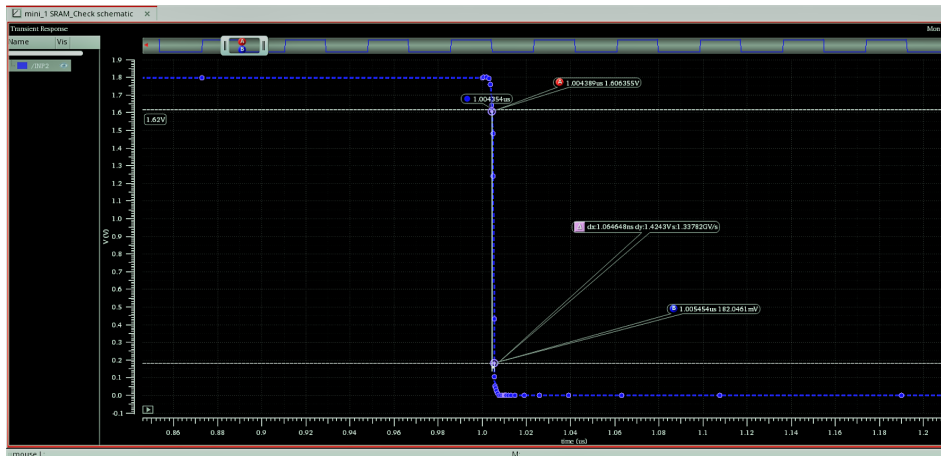 mini_1 SRAM_Check schematic ×
Transient Response
Mon
Name Vis
/INP2
1.9
1.8
1.7
1.6
1.5
1.4
1.3
1.2
1.1
1.0
0.9
0.8
0.7
0.6
0.5
0.4
0.3
0.2
0.1
0.0
-0.1
V (V)
1.62V
A
B
1.004354us
A 1.004389us 1.606355V
dx:1.064648ns dy:1.4243V s:1.33782GV/s
B 1.005454us 182.0461mV
0.86 0.88 0.9 0.92 0.94 0.96 0.98 1.0 1.02 1.04 1.06 1.08 1.1 1.12 1.14 1.16 1.18 1.2
time (us)
mouse L: M: